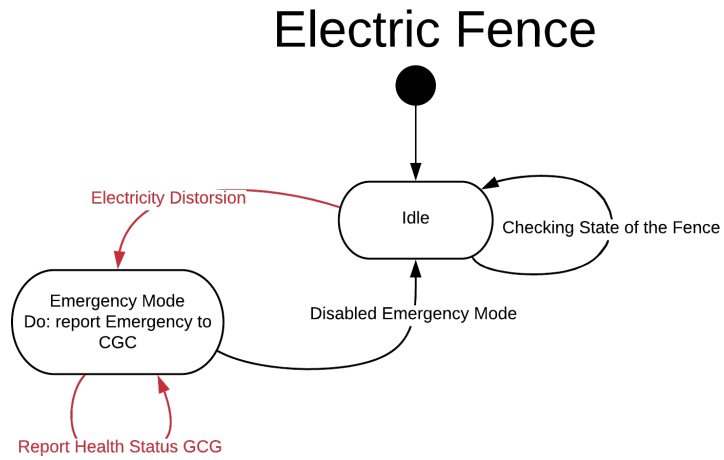 Electric Fence
Electricity Distorsion
Idle
Checking State of the Fence
Emergency Mode
Do: report Emergency to
CGC
Disabled Emergency Mode
Report Health Status GCG